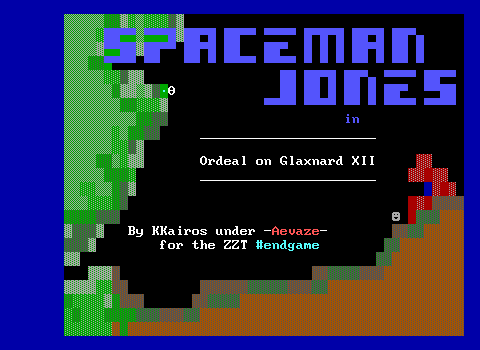 SPACEMAN
JONES
in
Ordeal on Glaxnard XII
By KKairos under -Aevaze-
for the ZZT #endgame